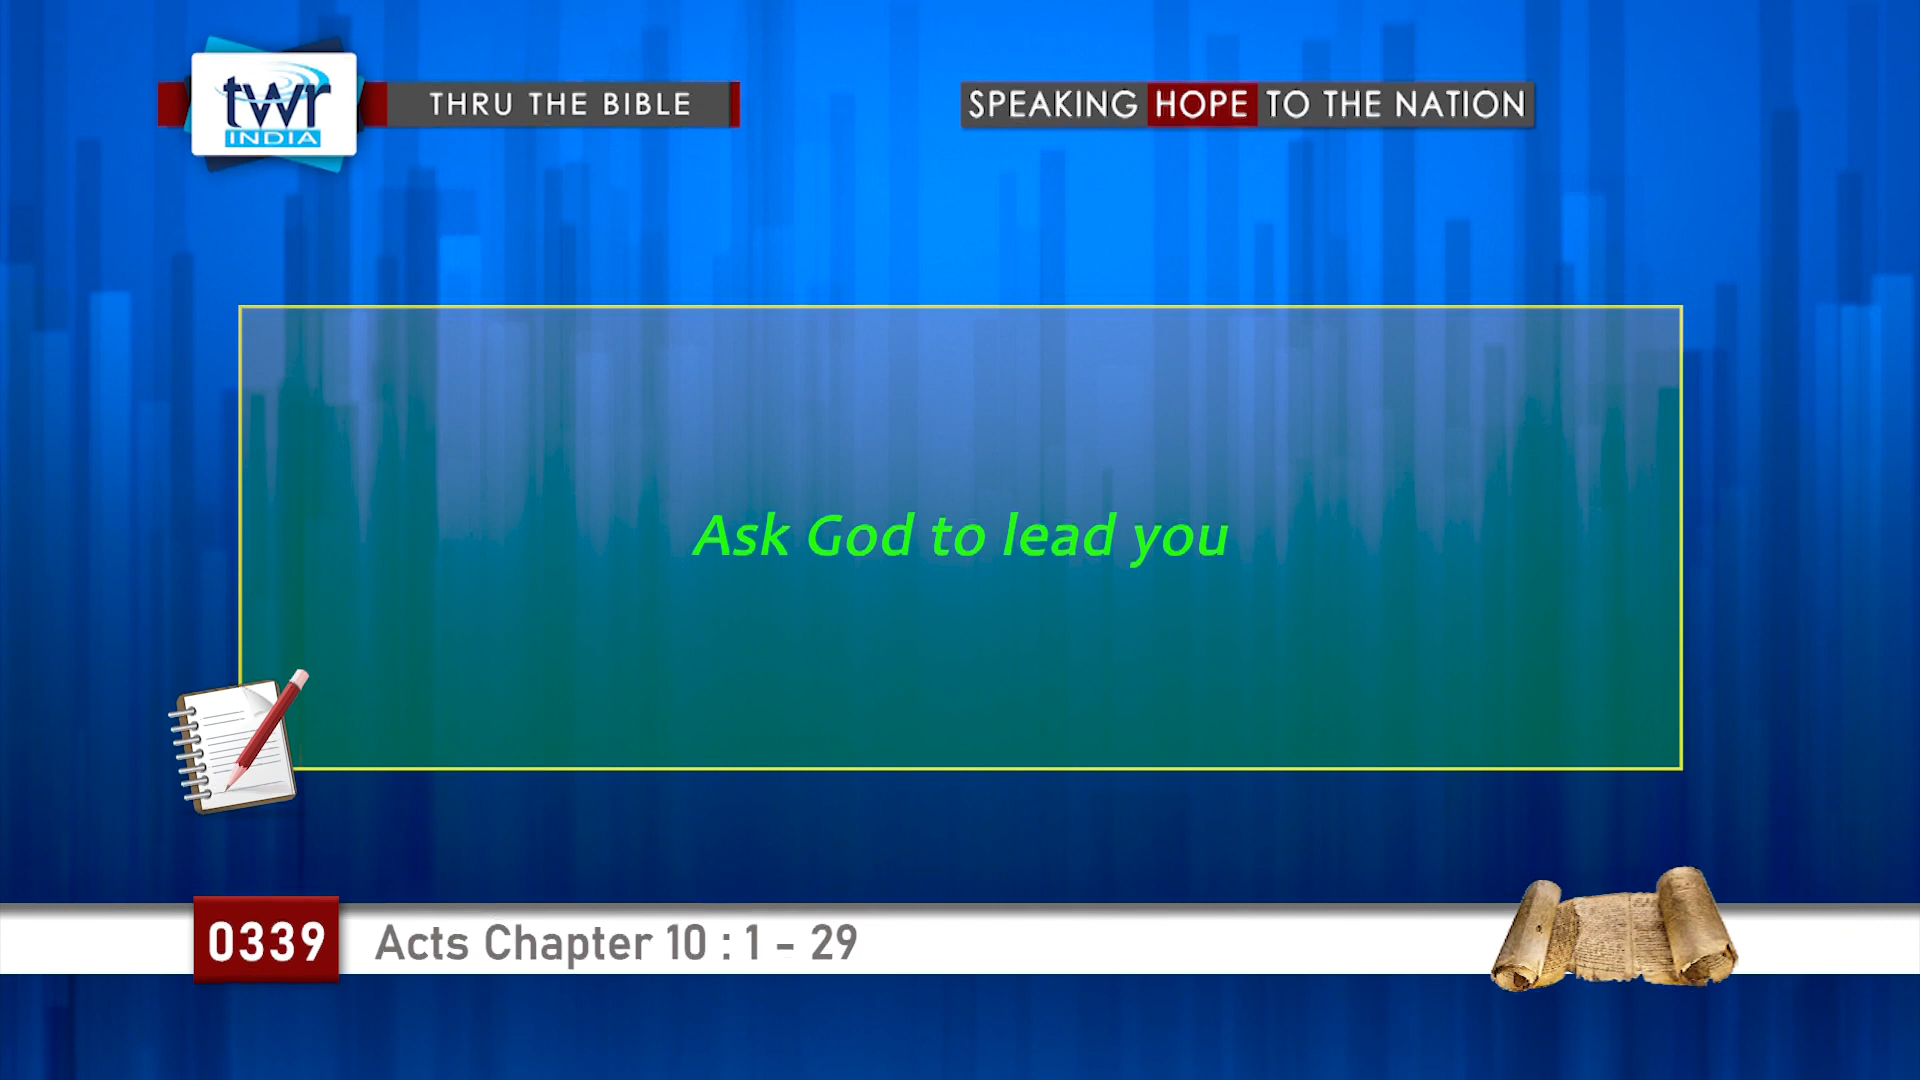 twr
INDIA
THRU THE BIBLE
SPEAKING HOPE TO THE NATION
Ask God to lead you
0339
Acts Chapter 10 : 1 - 29